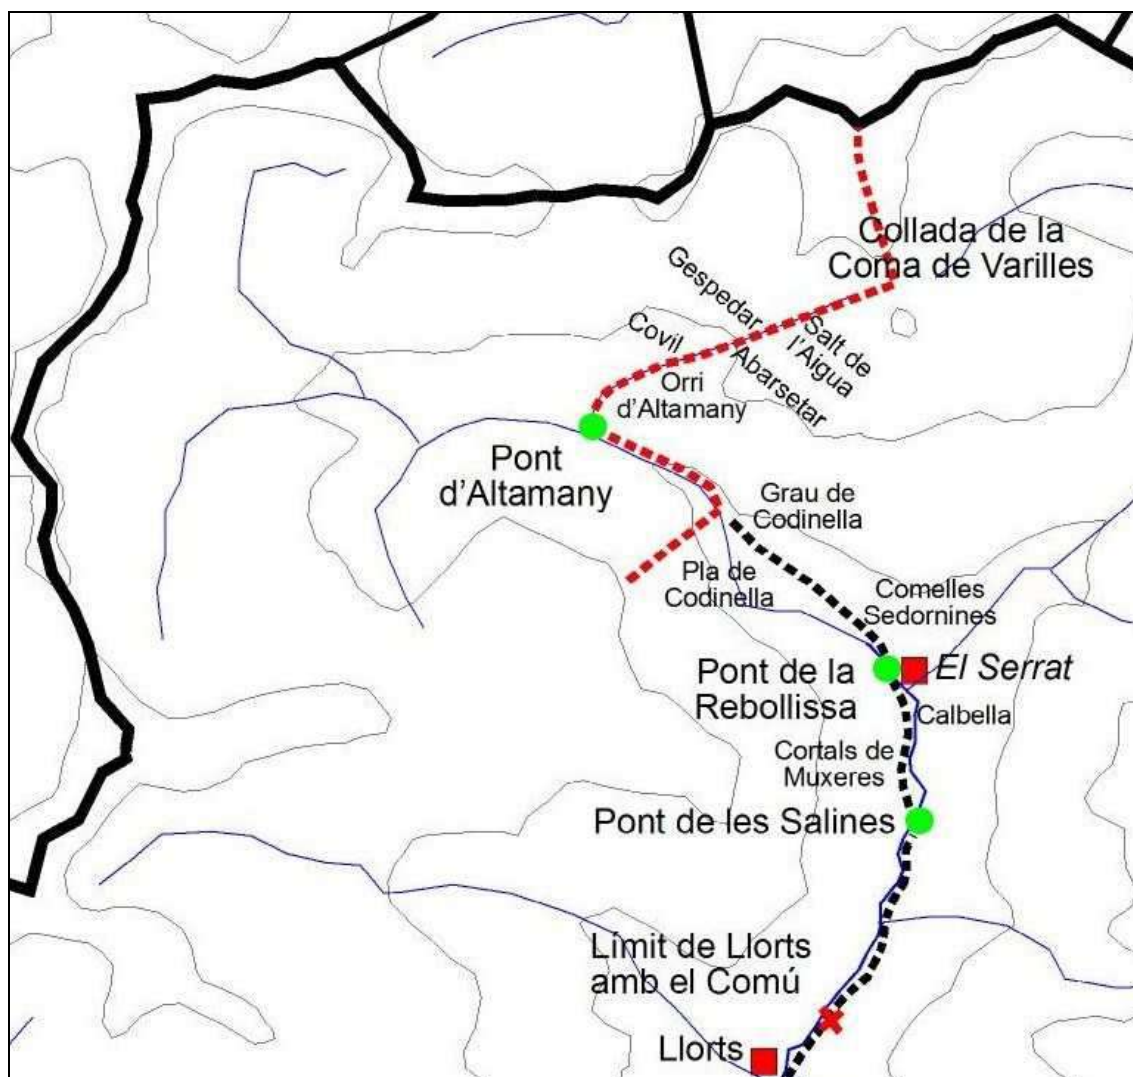 Collada de la
Coma de Varilles
Gespedar
Salt de
l'Aigua
Covil
Abarsetar
Orri
d'Altamany
Pont
d'Altamany
Grau de
Codinella
Pla de
Codinella
Comelles
Sedornines
Pont de la
Rebollissa
El Serrat
Calbella
Cortals de
Muxeres
Pont de les Salines
Límit de Llorts
amb el Comú
Llorts